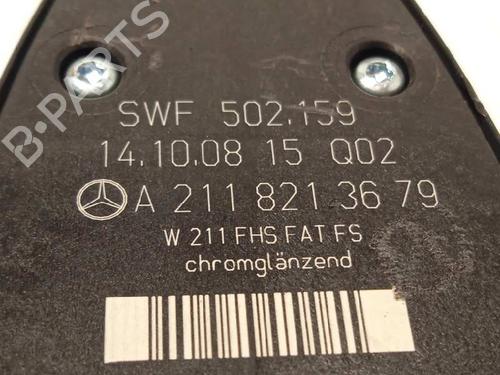 B-PARTS
SWF 502.159
14.10.08 15 Q02
A 211 821 36 79
W 211 FHS FAT FS
chromglänzend